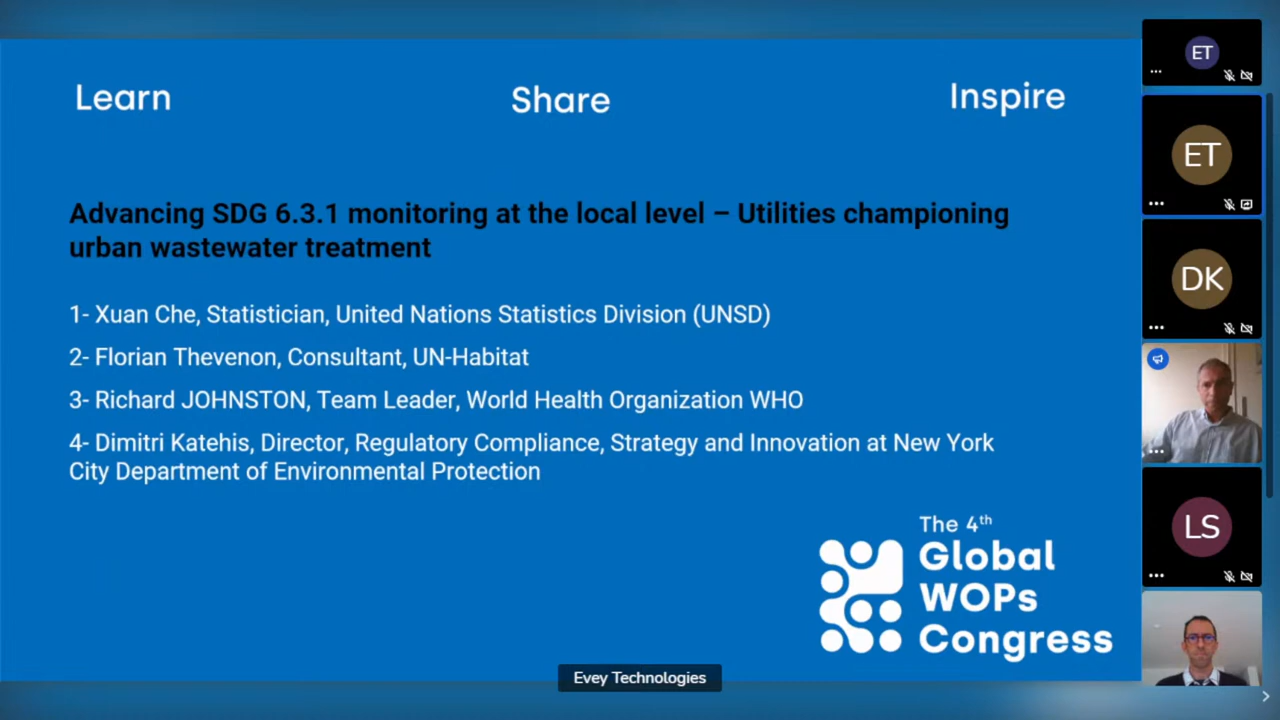 Learn
Share
Inspire
Advancing SDG 6.3.1 monitoring at the local level – Utilities championing
urban wastewater treatment
1- Xuan Che, Statistician, United Nations Statistics Division (UNSD)
2- Florian Thevenon, Consultant, UN-Habitat
3- Richard JOHNSTON, Team Leader, World Health Organization WHO
4- Dimitri Katehis, Director, Regulatory Compliance, Strategy and Innovation at New York
City Department of Environmental Protection
The 4th
Global
WOPs
Congress
Evey Technologies
ET
ET
DK
LS